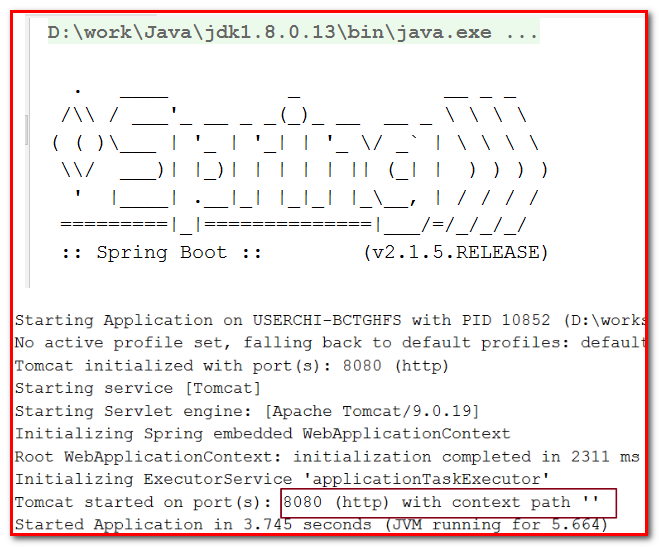 D:\work\Java\jdk1.8.0.13\bin\java.exe ...
  .   ____          _            __ _ _
 /\\ / ___'_ __ _ _(_)_ __  __ _ \ \ \ \
( ( )\___ | '_ | '_| | '_ \/ _` | \ \ \ \
 \\/  ___)| |_)| | | | | || (_| |  ) ) ) )
  '  |____| .__|_| |_|_| |_\__, | / / / /
 =========|_|==============|___/=/_/_/_/
 :: Spring Boot ::        (v2.1.5.RELEASE)
Starting Application on USERCHI-BCTGHFS with PID 10852 (D:\works
No active profile set, falling back to default profiles: default
Tomcat initialized with port(s): 8080 (http)
Starting service [Tomcat]
Starting Servlet engine: [Apache Tomcat/9.0.19]
Initializing Spring embedded WebApplicationContext
Root WebApplicationContext: initialization completed in 2311 ms
Initializing ExecutorService 'applicationTaskExecutor'
Tomcat started on port(s): 8080 (http) with context path ''
Started Application in 3.745 seconds (JVM running for 5.664)